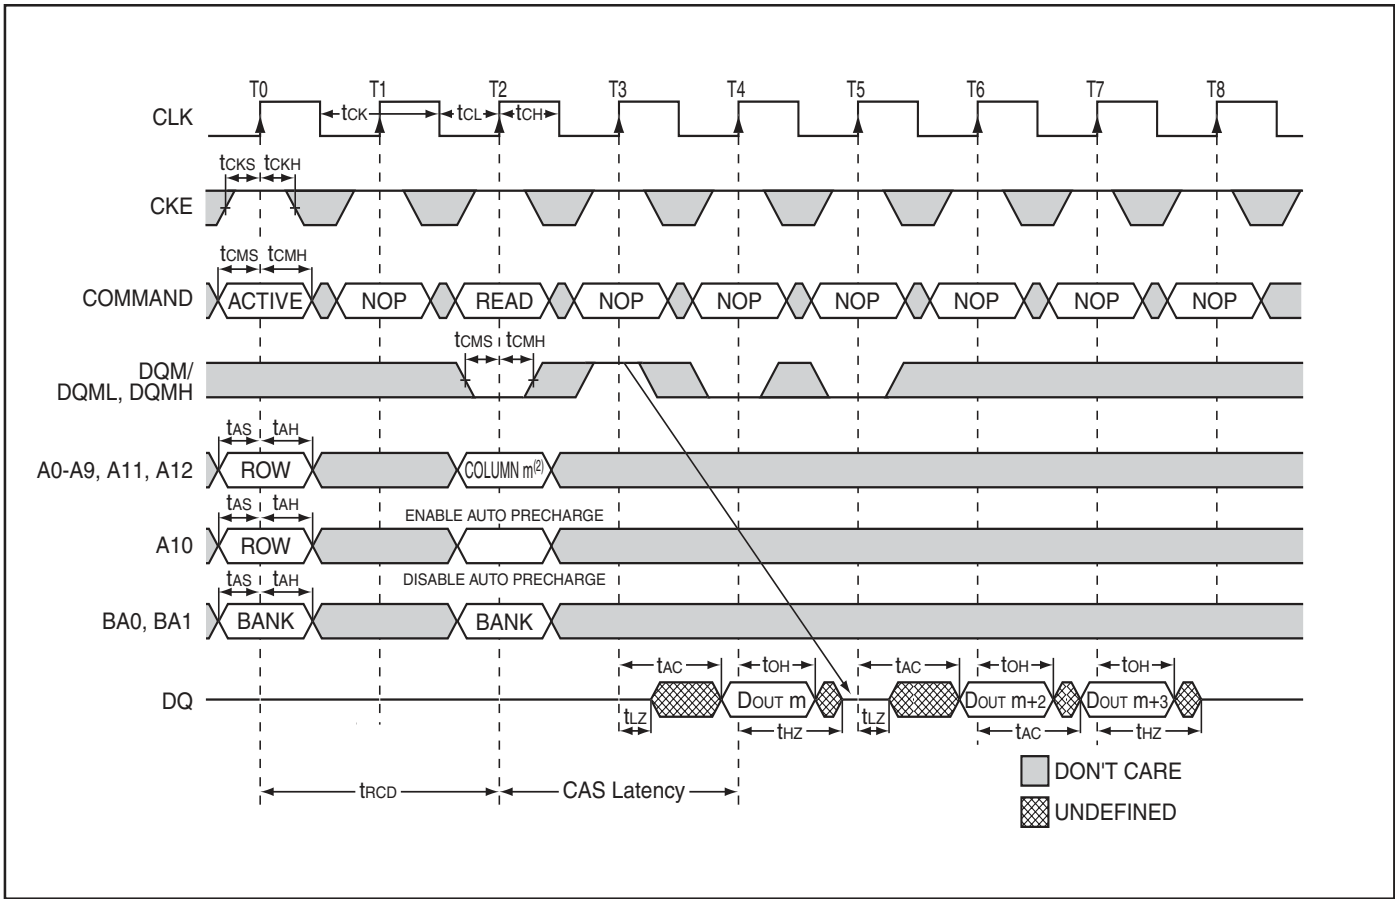 T0 T1 T2 T3 T4 T5 T6 T7 T8
CLK tCK tCL tCH
tCKS tCKH
CKE
tCMS tCMH
COMMAND ACTIVE NOP READ NOP NOP NOP NOP NOP NOP
tCMS tCMH
DQM/
DQML, DQMH
tAS tAH
A0-A9, A11, A12 ROW COLUMN m(2)
tAS tAH ENABLE AUTO PRECHARGE
A10 ROW
tAS tAH DISABLE AUTO PRECHARGE
BA0, BA1 BANK BANK
tAC tOH tAC tOH tOH
DQ DOUT m DOUT m+2 DOUT m+3
tLZ tHZ tLZ tAC tHZ
DON'T CARE
tRCD CAS Latency
UNDEFINED